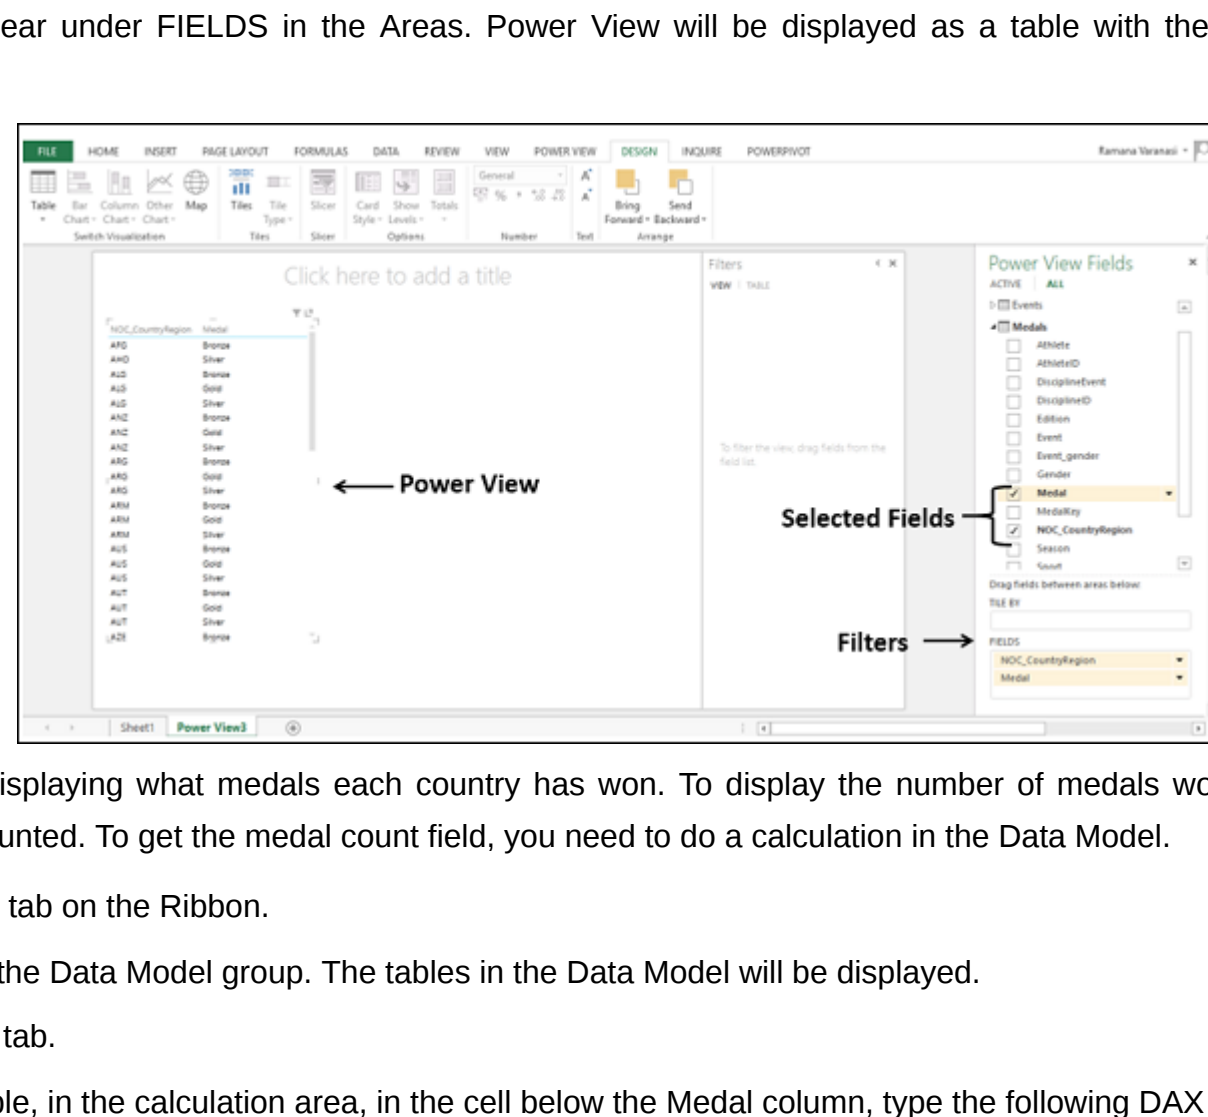 ear under FIELDS in the Areas. Power View will be displayed as a table with the
FILE HOME INSERT PAGE LAYOUT FORMULAS DATA REVIEW VIEW POWER VIEW DESIGN INQUIRE POWERPIVOT Ramana Varanasi
General
Table Bar Column Other Map Tiles Tile Slicer Card Show Totals Bring Send
Chart Chart Chart Type Style Levels Forward Backward
Switch Visualization Tiles Slicer Options Number Text Arrange
Click here to add a title
NOC_CountryRegion Medal
AFG Bronze
AHO Silver
ALG Bronze
ALG Gold
ALG Silver
ANZ Bronze
ANZ Gold
ANZ Silver
ARG Bronze
ARG Gold
ARG Silver
ARM Bronze
ARM Gold
ARM Silver
AUS Bronze
AUS Gold
AUS Silver
AUT Bronze
AUT Gold
AUT Silver
AZE Bronze
Power View
Filters
VIEW TABLE
To filter the view, drag fields from the
field list.
Selected Fields
Filters
Power View Fields
ACTIVE ALL
Events
Medals
Athlete
AthleteID
DisciplineEvent
DisciplineID
Edition
Event
Event_gender
Gender
Medal
MedalKey
NOC_CountryRegion
Season
Sport
Drag fields between areas below:
TILE BY
FIELDS
NOC_CountryRegion
Medal
Sheet1 Power View3
isplaying what medals each country has won. To display the number of medals wo
unted. To get the medal count field, you need to do a calculation in the Data Model.
tab on the Ribbon.
the Data Model group. The tables in the Data Model will be displayed.
tab.
ble, in the calculation area, in the cell below the Medal column, type the following DAX